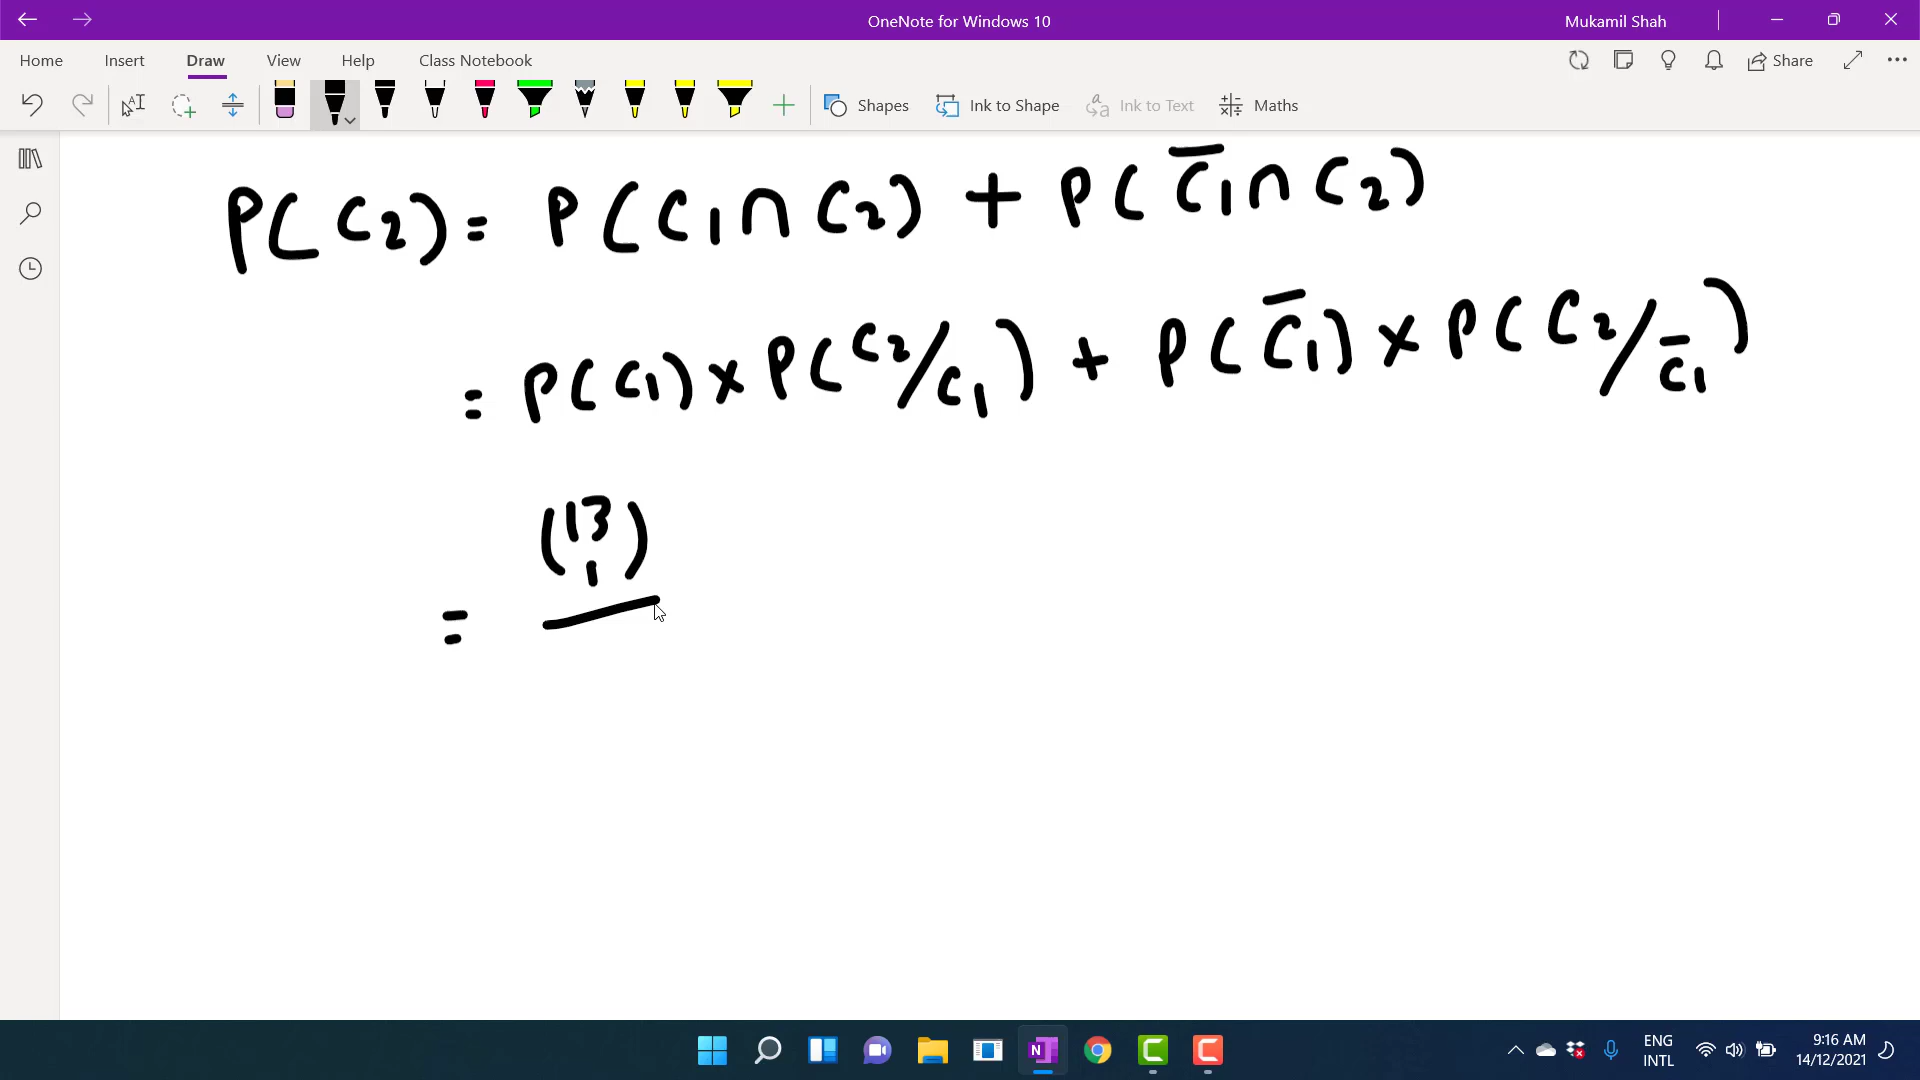 OneNote for Windows 10
Mukamil Shah
Home Insert Draw View Help Class Notebook
Share
Shapes Ink to Shape Ink to Text Maths
P(C2) = P(C1∩C2) + P(C̅1∩C2)
= P(C1) × P(C2/C1) + P(C̅1) × P(C2/C̅1)
(13
1)
=
ENG
INTL
9:16 AM
14/12/2021